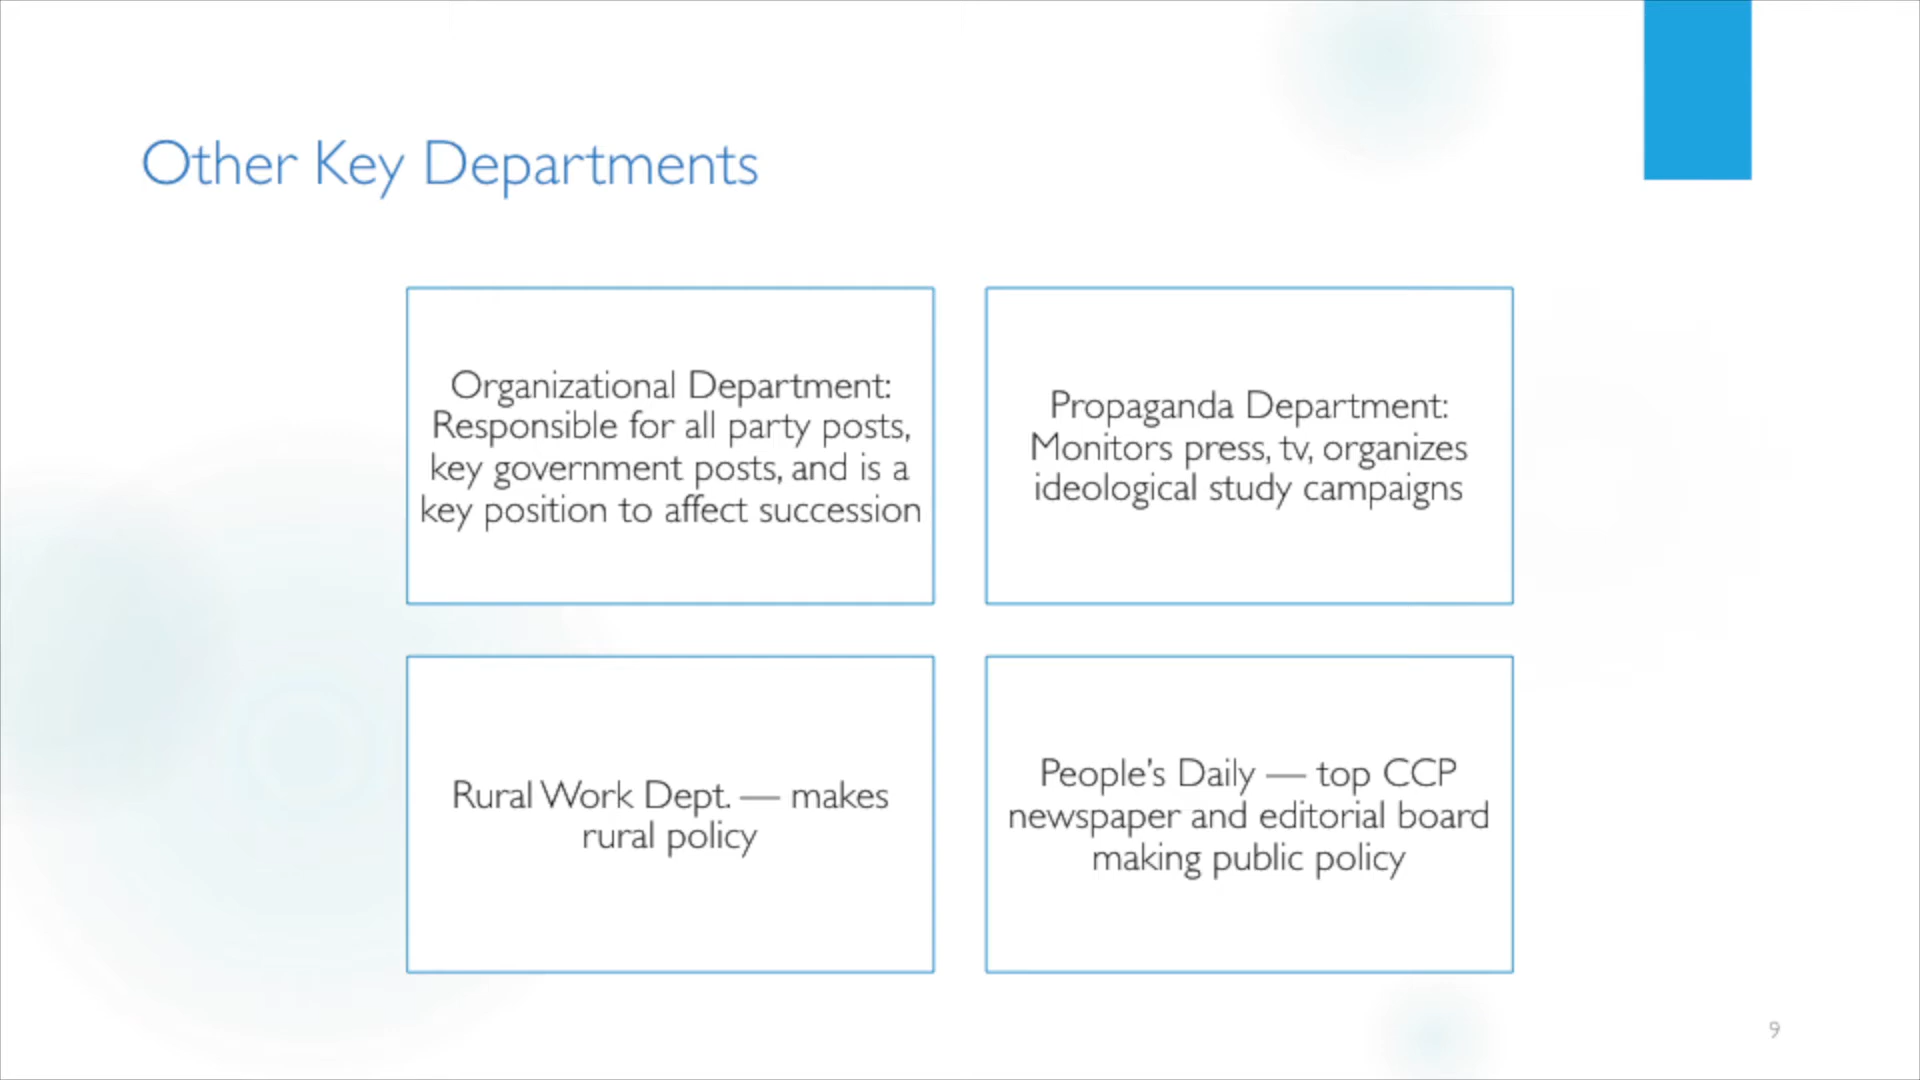 Other Key Departments
Organizational Department:
Responsible for all party posts,
key government posts, and is a
key position to affect succession
Propaganda Department:
Monitors press, tv, organizes
ideological study campaigns
Rural Work Dept. — makes
rural policy
People’s Daily — top CCP
newspaper and editorial board
making public policy
9